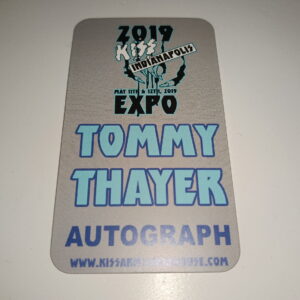 2019
KISS
INDIANAPOLIS
MAY 11TH & 12TH, 2019
EXPO
TOMMY
THAYER
AUTOGRAPH